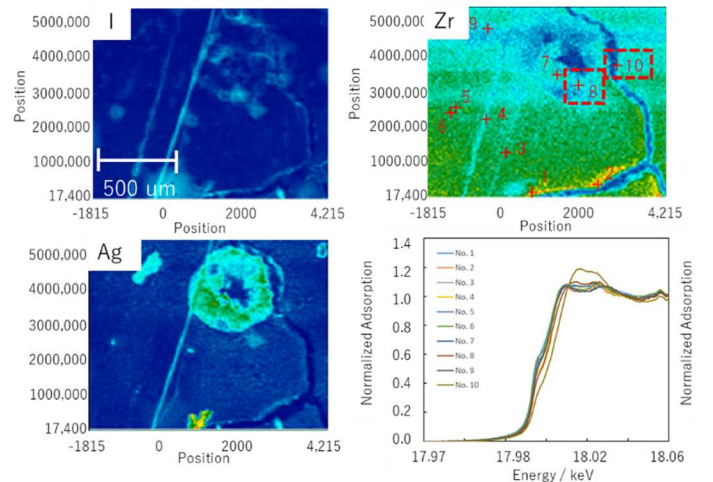 I
Position
5000,000
4000,000
3000,000
2000,000
1000,000
17,400
500 um
-1815 0 2000 4,215
Position
Zr
Position
5000,000
4000,000
3000,000
2000,000
1000,000
17,400
9
10
7
8
5
6
4
3
1
2
-1815 0 2000 4,215
Position
Ag
Position
5000,000
4000,000
3000,000
2000,000
1000,000
17,400
-1815 0 2000 4,215
Position
Normalized Adsorption
1.4
1.2
1.0
0.8
0.6
0.4
0.2
0.0
No. 1
No. 2
No. 3
No. 4
No. 5
No. 6
No. 7
No. 8
No. 9
No. 10
17.97 17.98 18.02 18.06
Energy / keV
Normalized Adsorption